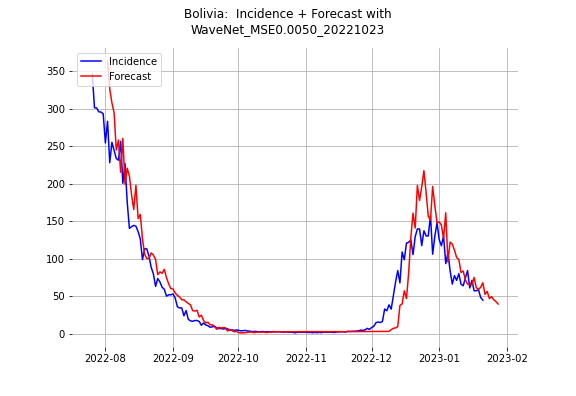 Bolivia:  Incidence + Forecast with
WaveNet_MSE0.0050_20221023
Incidence
Forecast
350
300
250
200
150
100
50
0
2022-08 2022-09 2022-10 2022-11 2022-12 2023-01 2023-02